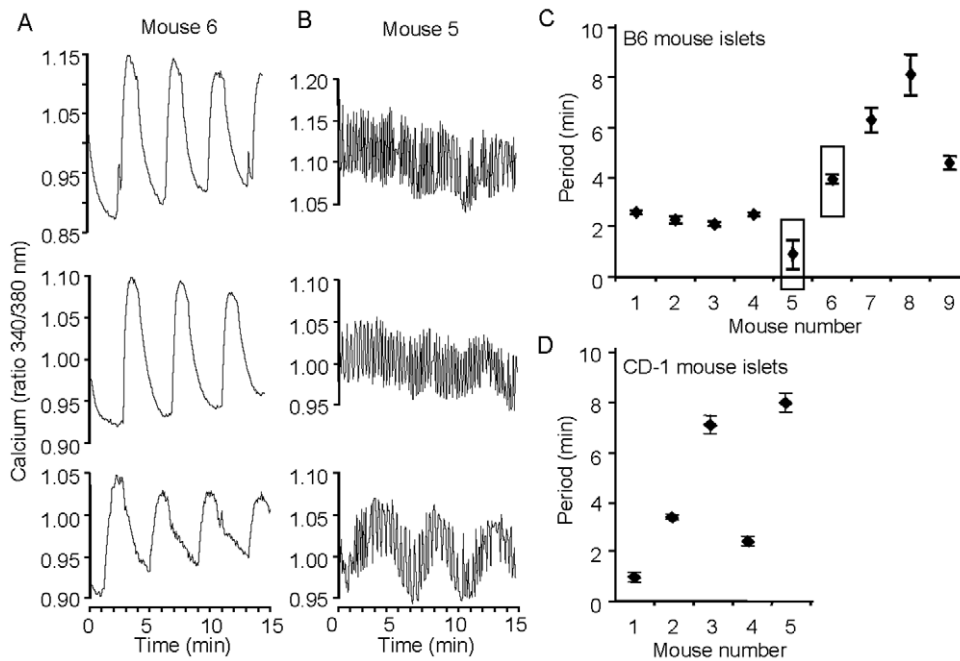 A
Mouse 6
1.15
1.05
0.95
0.85
1.10
1.05
1.00
0.95
0.90
1.05
1.00
0.95
0.90
0 5 10 15
Time (min)
Calcium (ratio 340/380 nm)
B
Mouse 5
1.20
1.15
1.10
1.05
1.10
1.05
1.00
0.95
1.10
1.05
1.00
0.95
0 5 10 15
Time (min)
C
B6 mouse islets
10
8
6
4
2
0
Period (min)
1 2 3 4 5 6 7 8 9
Mouse number
D
CD-1 mouse islets
10
8
6
4
2
0
Period (min)
1 2 3 4 5
Mouse number